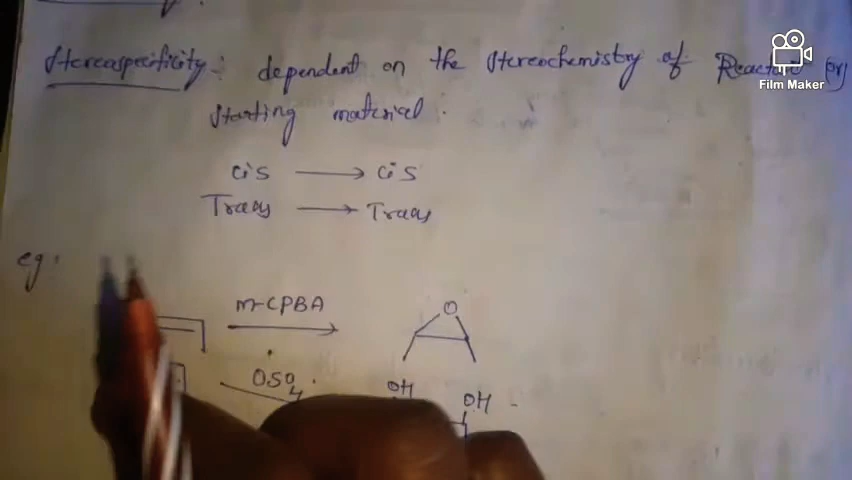 Stereospecificity : dependent on the stereochemistry of Reactant (or)
Film Maker
starting material .
Cis → Cis
Trans → Trans
eg:
m-CPBA
O
OSO4
OH
OH